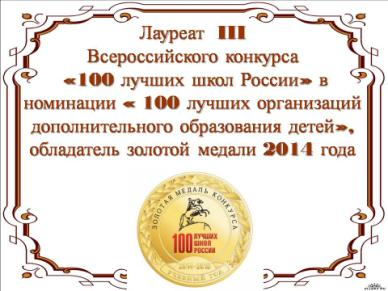 Лауреат III
Всероссийского конкурса
«100 лучших школ России» в
номинации « 100 лучших организаций
дополнительного образования детей»,
обладатель золотой медали 2014 года
ЗОЛОТАЯ МЕДАЛЬ КОНКУРСА
100 ЛУЧШИХ
ШКОЛ
РОССИИ